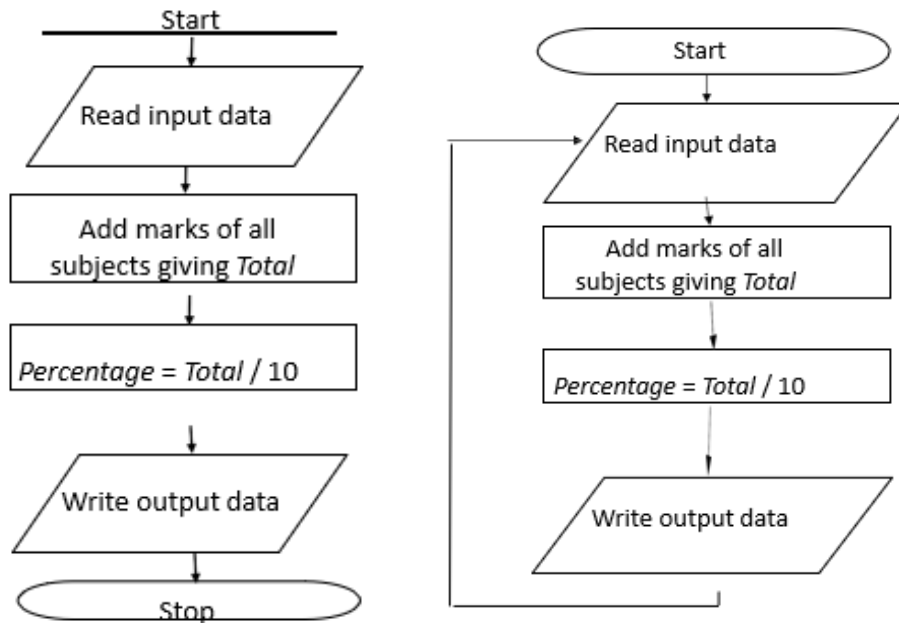 Start
Read input data
Add marks of all
subjects giving Total
Percentage = Total / 10
Write output data
Stop
Start
Read input data
Add marks of all
subjects giving Total
Percentage = Total / 10
Write output data